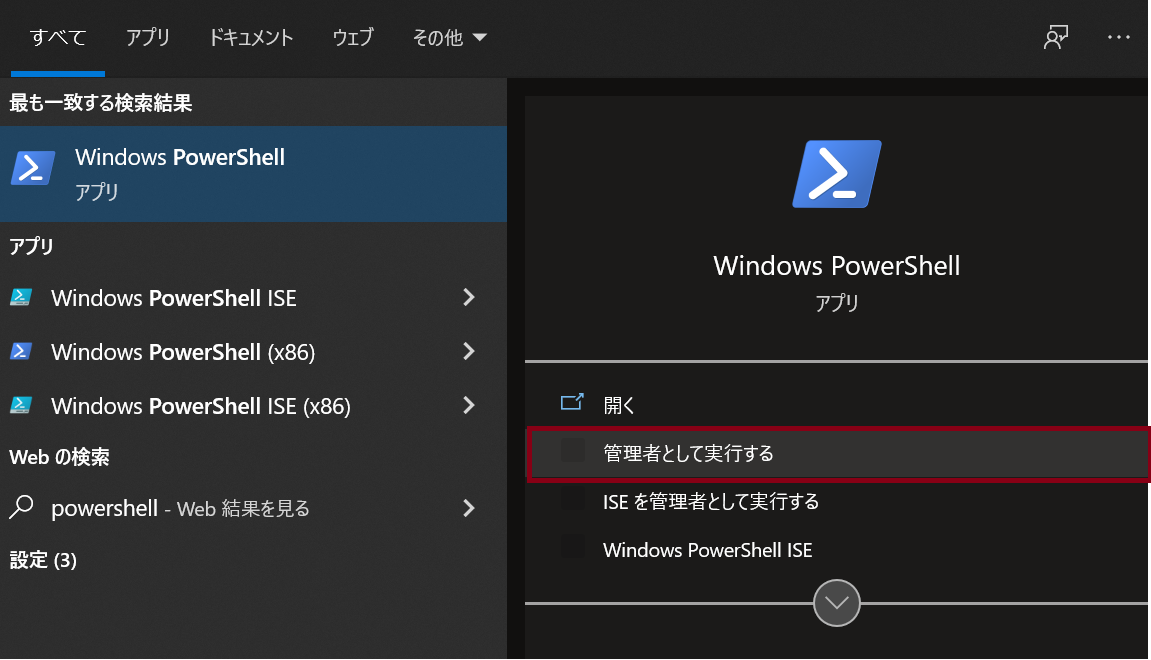 すべて アプリ ドキュメント ウェブ その他
最も一致する検索結果
Windows PowerShell
アプリ
アプリ
Windows PowerShell ISE
Windows PowerShell (x86)
Windows PowerShell ISE (x86)
Web の検索
powershell - Web 結果を見る
設定 (3)
Windows PowerShell
アプリ
開く
管理者として実行する
ISE を管理者として実行する
Windows PowerShell ISE